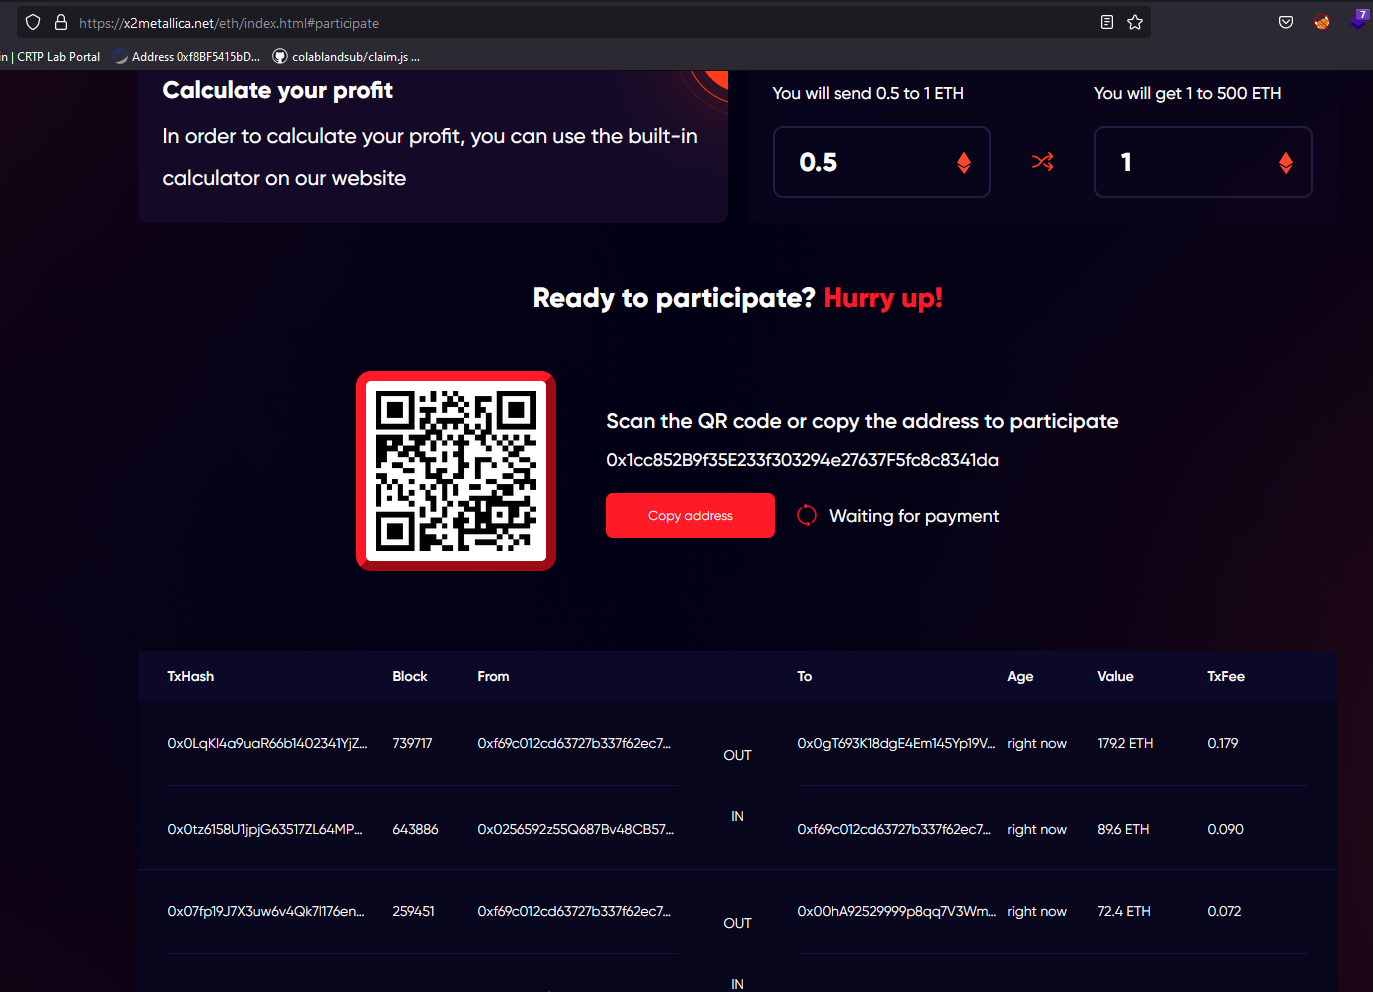 https://x2metallica.net/eth/index.html#participate
7
in | CRTP Lab Portal
Address 0xf8BF5415bD...
colablandsub/claim.js ...
Calculate your profit
In order to calculate your profit, you can use the built-in
calculator on our website
You will send 0.5 to 1 ETH
You will get 1 to 500 ETH
0.5
1
Ready to participate? Hurry up!
Scan the QR code or copy the address to participate
0x1cc852B9f35E233f303294e27637F5fc8c8341da
Copy address
Waiting for payment
TxHash Block From To Age Value TxFee
0x0LqKl4a9uaR66b1402341YjZ... 739717 0xf69c012cd63727b337f62ec7... 0x0gT693K18dgE4Em145Yp19V... right now 179.2 ETH 0.179
OUT
IN
0x0tz6158U1jpjG63517ZL64MP... 643886 0x0256592z55Q687Bv48CB57... 0xf69c012cd63727b337f62ec7... right now 89.6 ETH 0.090
0x07fp19J7X3uw6v4Qk7l176en... 259451 0xf69c012cd63727b337f62ec7... 0x00hA92529999p8qq7V3Wm... right now 72.4 ETH 0.072
OUT
IN